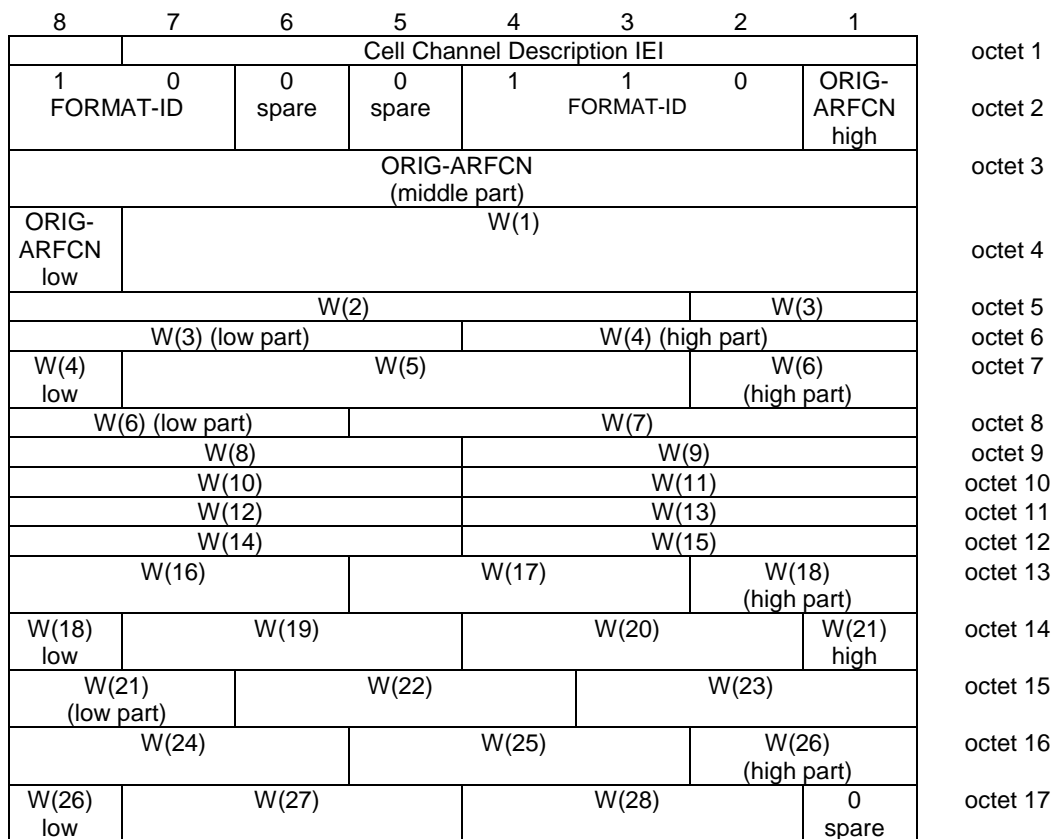 8 7 6 5 4 3 2 1
Cell Channel Description IEI octet 1
1 0 0 0 1 1 0 ORIG-
FORMAT-ID spare spare FORMAT-ID ARFCN octet 2
high
ORIG-ARFCN octet 3
(middle part)
ORIG- W(1)
ARFCN octet 4
low
W(2) W(3) octet 5
W(3) (low part) W(4) (high part) octet 6
W(4) W(5) W(6) octet 7
low (high part)
W(6) (low part) W(7) octet 8
W(8) W(9) octet 9
W(10) W(11) octet 10
W(12) W(13) octet 11
W(14) W(15) octet 12
W(16) W(17) W(18) octet 13
(high part)
W(18) W(19) W(20) W(21) octet 14
low high
W(21) W(22) W(23) octet 15
(low part)
W(24) W(25) W(26) octet 16
(high part)
W(26) W(27) W(28) 0 octet 17
low spare